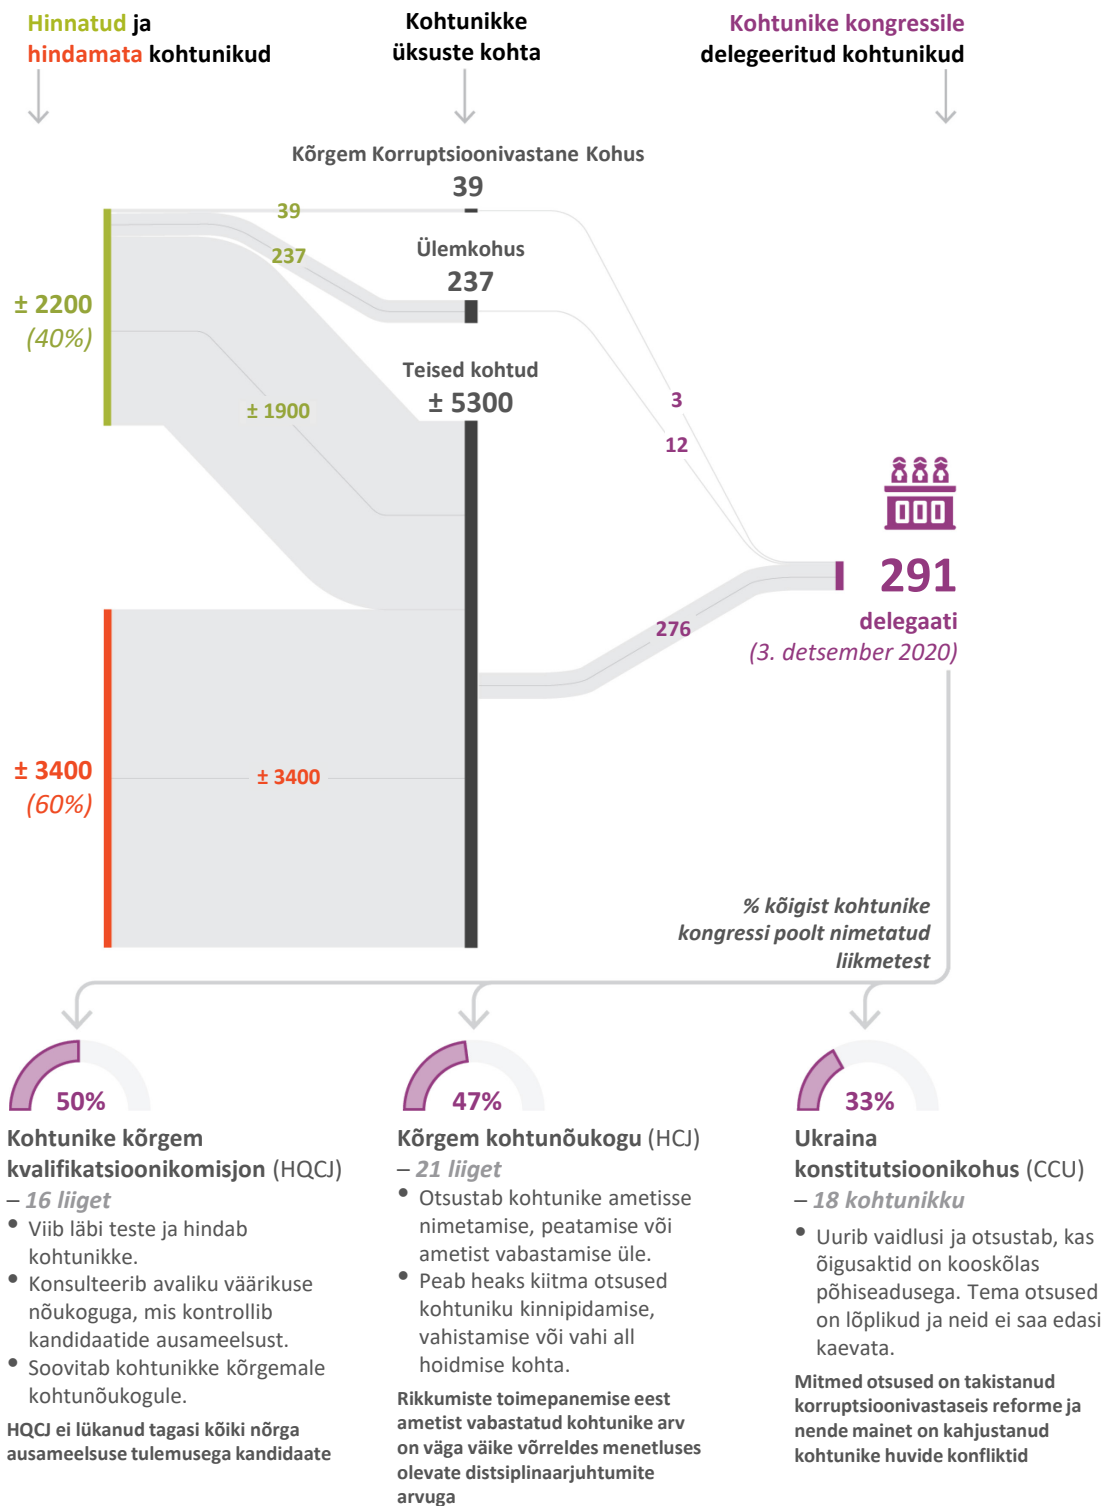 Hinnatud ja
hindamata kohtunikud
Kohtunikke
üksuste kohta
Kohtunike kongressile
delegeeritud kohtunikud
Kõrgem Korruptsioonivastane Kohus
39
39
237
Ülemkohus
237
± 2200
(40%)
Teised kohtud
± 5300
± 1900
3
12
291
delegaati
(3. detsember 2020)
276
± 3400
(60%)
± 3400
% kõigist kohtunike
kongressi poolt nimetatud
liikmetest
50%
Kohtunike kõrgem
kvalifikatsioonikomisjon (HQCJ)
– 16 liiget
• Viib läbi teste ja hindab
kohtunikke.
• Konsulteerib avaliku väärikuse
nõukoguga, mis kontrollib
kandidaatide ausameelsust.
• Soovitab kohtunikke kõrgemale
kohtunõukogule.
HQCJ ei lükanud tagasi kõiki nõrga
ausameelsuse tulemusega kandidaate
47%
Kõrgem kohtunõukogu (HCJ)
– 21 liiget
• Otsustab kohtunike ametisse
nimetamise, peatamise või
ametist vabastamise üle.
• Peab heaks kiitma otsused
kohtuniku kinnipidamise,
vahistamise või vahi all
hoidmise kohta.
Rikkumiste toimepanemise eest
ametist vabastatud kohtunike arv
on väga väike võrreldes menetluses
olevate distsiplinaarjuhtumite
arvuga
33%
Ukraina
konstitutsioonikohus (CCU)
– 18 kohtunikku
• Uurib vaidlusi ja otsustab, kas
õigusaktid on kooskõlas
põhiseadusega. Tema otsused
on lõplikud ja neid ei saa edasi
kaevata.
Mitmed otsused on takistanud
korruptsioonivastaseis reforme ja
nende mainet on kahjustanud
kohtunike huvide konfliktid